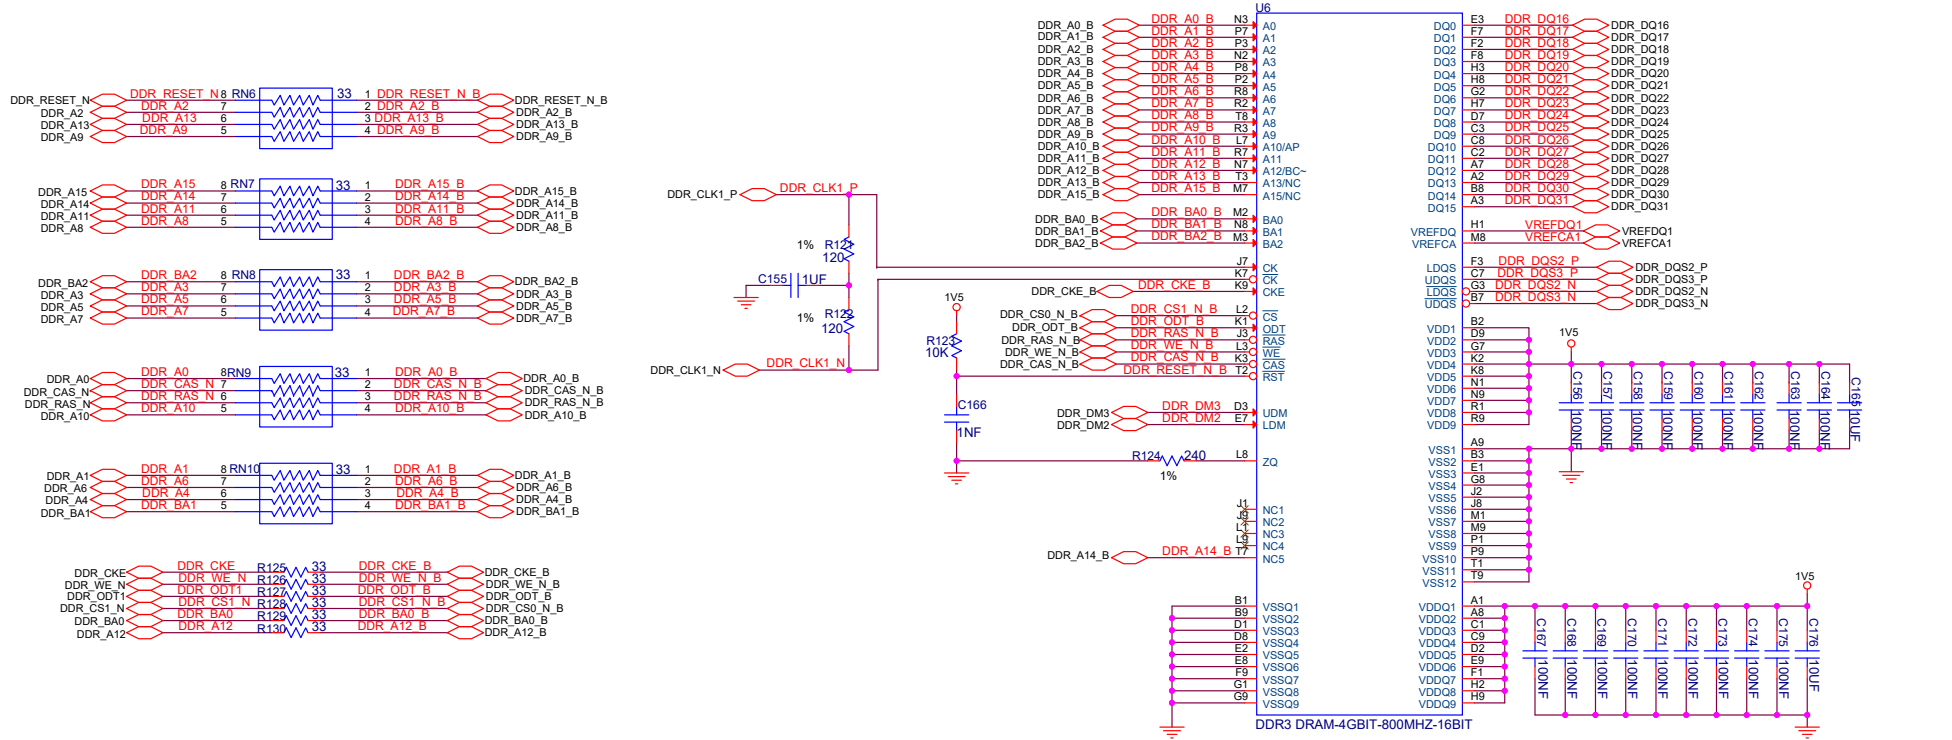 DDR_RESET_N DDR_RESET_N 8 RN6 33 1 DDR_RESET_N_B DDR_RESET_N_B
DDR_A2 DDR_A2 7 2 DDR_A2_B DDR_A2_B
DDR_A13 DDR_A13 6 3 DDR_A13_B DDR_A13_B
DDR_A9 DDR_A9 5 4 DDR_A9_B DDR_A9_B
DDR_A15 DDR_A15 8 RN7 33 1 DDR_A15_B DDR_A15_B
DDR_A14 DDR_A14 7 2 DDR_A14_B DDR_A14_B
DDR_A11 DDR_A11 6 3 DDR_A11_B DDR_A11_B
DDR_A8 DDR_A8 5 4 DDR_A8_B DDR_A8_B
DDR_BA2 DDR_BA2 8 RN8 33 1 DDR_BA2_B DDR_BA2_B
DDR_A3 DDR_A3 7 2 DDR_A3_B DDR_A3_B
DDR_A5 DDR_A5 6 3 DDR_A5_B DDR_A5_B
DDR_A7 DDR_A7 5 4 DDR_A7_B DDR_A7_B
DDR_A0 DDR_A0 8 RN9 33 1 DDR_A0_B DDR_A0_B
DDR_CAS_N DDR_CAS_N 7 2 DDR_CAS_N_B DDR_CAS_N_B
DDR_RAS_N DDR_RAS_N 6 3 DDR_RAS_N_B DDR_RAS_N_B
DDR_A10 DDR_A10 5 4 DDR_A10_B DDR_A10_B
DDR_A1 DDR_A1 8 RN10 33 1 DDR_A1_B DDR_A1_B
DDR_A6 DDR_A6 7 2 DDR_A6_B DDR_A6_B
DDR_A4 DDR_A4 6 3 DDR_A4_B DDR_A4_B
DDR_BA1 DDR_BA1 5 4 DDR_BA1_B DDR_BA1_B
DDR_CKE DDR_CKE R125 33 DDR_CKE_B DDR_CKE_B
DDR_WE_N DDR_WE_N R126 33 DDR_WE_N_B DDR_WE_N_B
DDR_ODT1 DDR_ODT1 R127 33 DDR_ODT_B DDR_ODT_B
DDR_CS1_N DDR_CS1_N R128 33 DDR_CS1_N_B DDR_CS0_N_B
DDR_BA0 DDR_BA0 R129 33 DDR_BA0_B DDR_BA0_B
DDR_A12 DDR_A12 R130 33 DDR_A12_B DDR_A12_B
DDR_CLK1_P DDR_CLK1_P
1% R121
120
C155 1UF
1% R122
120
DDR_CLK1_N DDR_CLK1_N
1V5
R123
10K
C166
1NF
U6
DDR_A0_B DDR_A0_B N3 A0
DDR_A1_B DDR_A1_B P7 A1
DDR_A2_B DDR_A2_B P3 A2
DDR_A3_B DDR_A3_B N2 A3
DDR_A4_B DDR_A4_B P8 A4
DDR_A5_B DDR_A5_B P2 A5
DDR_A6_B DDR_A6_B R8 A6
DDR_A7_B DDR_A7_B R2 A7
DDR_A8_B DDR_A8_B T8 A8
DDR_A9_B DDR_A9_B R3 A9
DDR_A10_B DDR_A10_B L7 A10/AP
DDR_A11_B DDR_A11_B R7 A11
DDR_A12_B DDR_A12_B N7 A12/BC~
DDR_A13_B DDR_A13_B T3 A13/NC
DDR_A15_B DDR_A15_B M7 A15/NC
DDR_BA0_B DDR_BA0_B M2 BA0
DDR_BA1_B DDR_BA1_B N8 BA1
DDR_BA2_B DDR_BA2_B M3 BA2
J7 CK
K7 CK
DDR_CKE_B DDR_CKE_B K9 CKE
DDR_CS0_N_B DDR_CS1_N_B L2 CS
DDR_ODT_B DDR_ODT_B K1 ODT
DDR_RAS_N_B DDR_RAS_N_B J3 RAS
DDR_WE_N_B DDR_WE_N_B L3 WE
DDR_CAS_N_B DDR_CAS_N_B K3 CAS
DDR_RESET_N_B T2 RST
DDR_DM3 DDR_DM3 D3 UDM
DDR_DM2 DDR_DM2 E7 LDM
R124 240 L8 ZQ
1%
J1 NC1
J9 NC2
L1 NC3
L9 NC4
DDR_A14_B DDR_A14_B T7 NC5
B1 VSSQ1
B9 VSSQ2
D1 VSSQ3
D8 VSSQ4
E2 VSSQ5
E8 VSSQ6
F9 VSSQ7
G1 VSSQ8
G9 VSSQ9
DQ0 E3 DDR_DQ16 DDR_DQ16
DQ1 F7 DDR_DQ17 DDR_DQ17
DQ2 F2 DDR_DQ18 DDR_DQ18
DQ3 F8 DDR_DQ19 DDR_DQ19
DQ4 H3 DDR_DQ20 DDR_DQ20
DQ5 H8 DDR_DQ21 DDR_DQ21
DQ6 G2 DDR_DQ22 DDR_DQ22
DQ7 H7 DDR_DQ23 DDR_DQ23
DQ8 D7 DDR_DQ24 DDR_DQ24
DQ9 C3 DDR_DQ25 DDR_DQ25
DQ10 C8 DDR_DQ26 DDR_DQ26
DQ11 C2 DDR_DQ27 DDR_DQ27
DQ12 A7 DDR_DQ28 DDR_DQ28
DQ13 A2 DDR_DQ29 DDR_DQ29
DQ14 B8 DDR_DQ30 DDR_DQ30
DQ15 A3 DDR_DQ31 DDR_DQ31
VREFDQ H1 VREFDQ1 VREFDQ1
VREFCA M8 VREFCA1 VREFCA1
LDQS F3 DDR_DQS2_P DDR_DQS2_P
UDQS C7 DDR_DQS3_P DDR_DQS3_P
LDQS G3 DDR_DQS2_N DDR_DQS2_N
UDQS B7 DDR_DQS3_N DDR_DQS3_N
VDD1 B2
VDD2 D9
VDD3 G7
VDD4 K2
VDD5 K8
VDD6 N1
VDD7 N9
VDD8 R1
VDD9 R9
VSS1 A9
VSS2 B3
VSS3 E1
VSS4 G8
VSS5 J2
VSS6 J8
VSS7 M1
VSS8 M9
VSS9 P1
VSS10 P9
VSS11 T1
VSS12 T9
VDDQ1 A1
VDDQ2 A8
VDDQ3 C1
VDDQ4 C9
VDDQ5 D2
VDDQ6 E9
VDDQ7 F1
VDDQ8 H2
VDDQ9 H9
1V5
C156 100NF
C157 100NF
C158 100NF
C159 100NF
C160 100NF
C161 100NF
C162 100NF
C163 100NF
C164 100NF
C165 10UF
1V5
C167 100NF
C168 100NF
C169 100NF
C170 100NF
C171 100NF
C172 100NF
C173 100NF
C174 100NF
C175 100NF
C176 10UF
DDR3 DRAM-4GBIT-800MHZ-16BIT